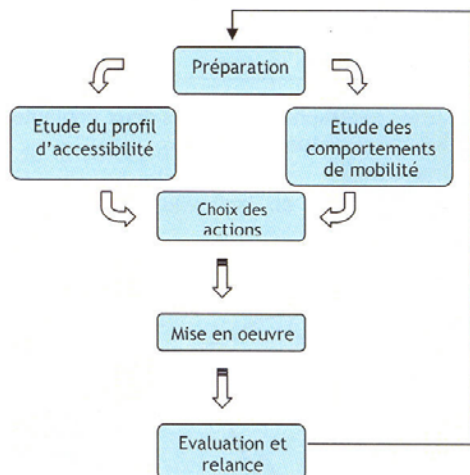 Préparation
Etude du profil
d'accessibilité
Etude des
comportements
de mobilité
Choix des
actions
Mise en oeuvre
Evaluation et
relance